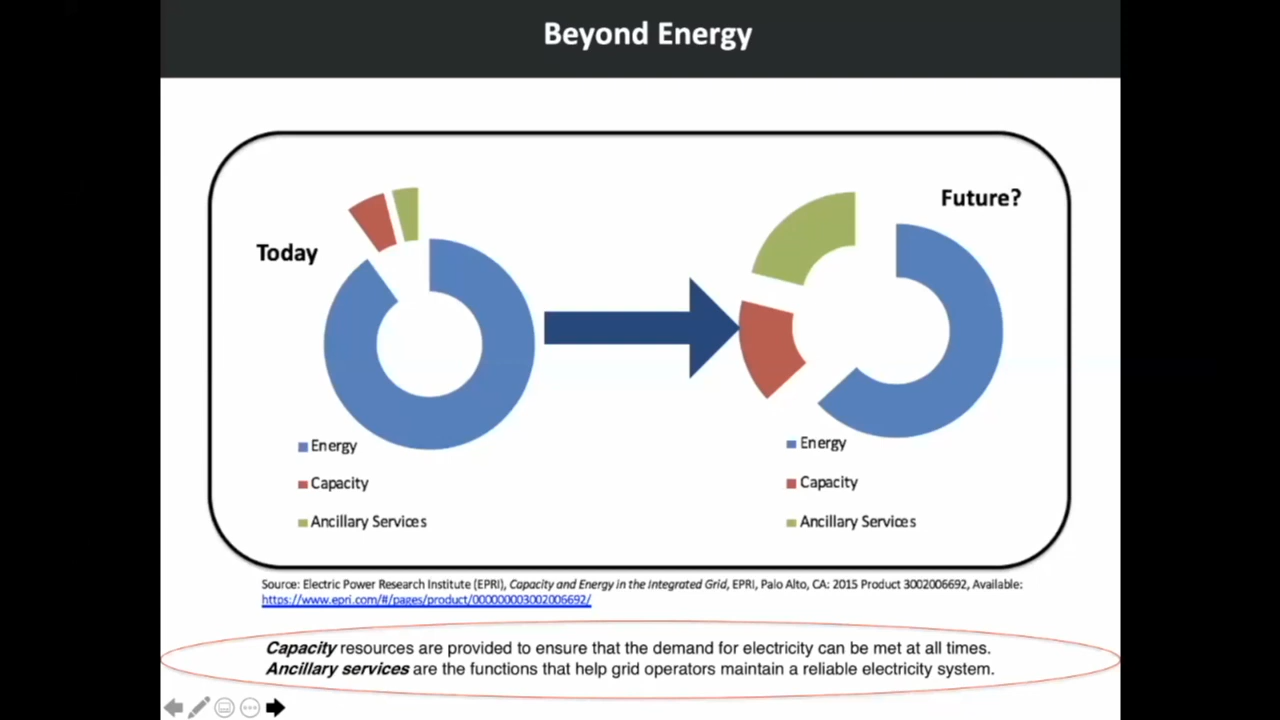 Beyond Energy
Today
Future?
Energy
Capacity
Ancillary Services
Energy
Capacity
Ancillary Services
Source: Electric Power Research Institute (EPRI), Capacity and Energy in the Integrated Grid, EPRI, Palo Alto, CA: 2015 Product 3002006692, Available:
https://www.epri.com/#/pages/product/000000003002006692/
Capacity resources are provided to ensure that the demand for electricity can be met at all times.
Ancillary services are the functions that help grid operators maintain a reliable electricity system.